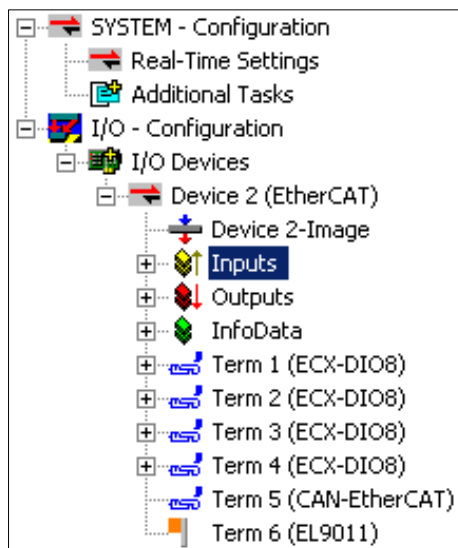 SYSTEM - Configuration
Real-Time Settings
Additional Tasks
I/O - Configuration
I/O Devices
Device 2 (EtherCAT)
Device 2-Image
Inputs
Outputs
InfoData
Term 1 (ECX-DIO8)
Term 2 (ECX-DIO8)
Term 3 (ECX-DIO8)
Term 4 (ECX-DIO8)
Term 5 (CAN-EtherCAT)
Term 6 (EL9011)